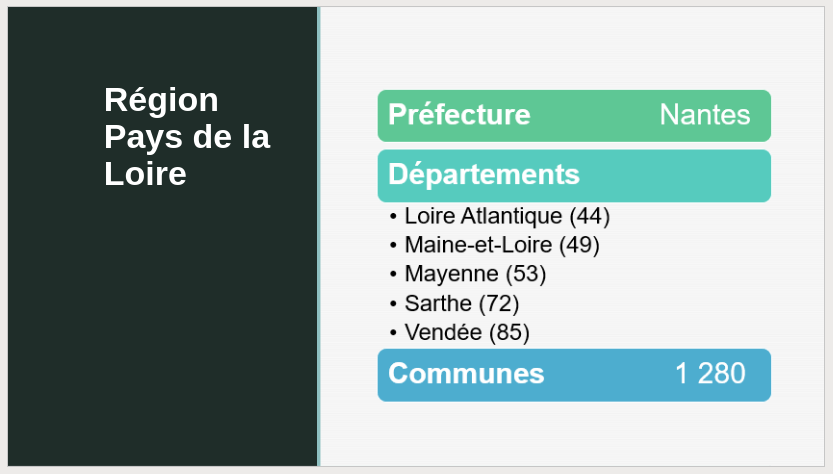 Région
Pays de la
Loire
Préfecture Nantes
Départements
• Loire Atlantique (44)
• Maine-et-Loire (49)
• Mayenne (53)
• Sarthe (72)
• Vendée (85)
Communes 1 280